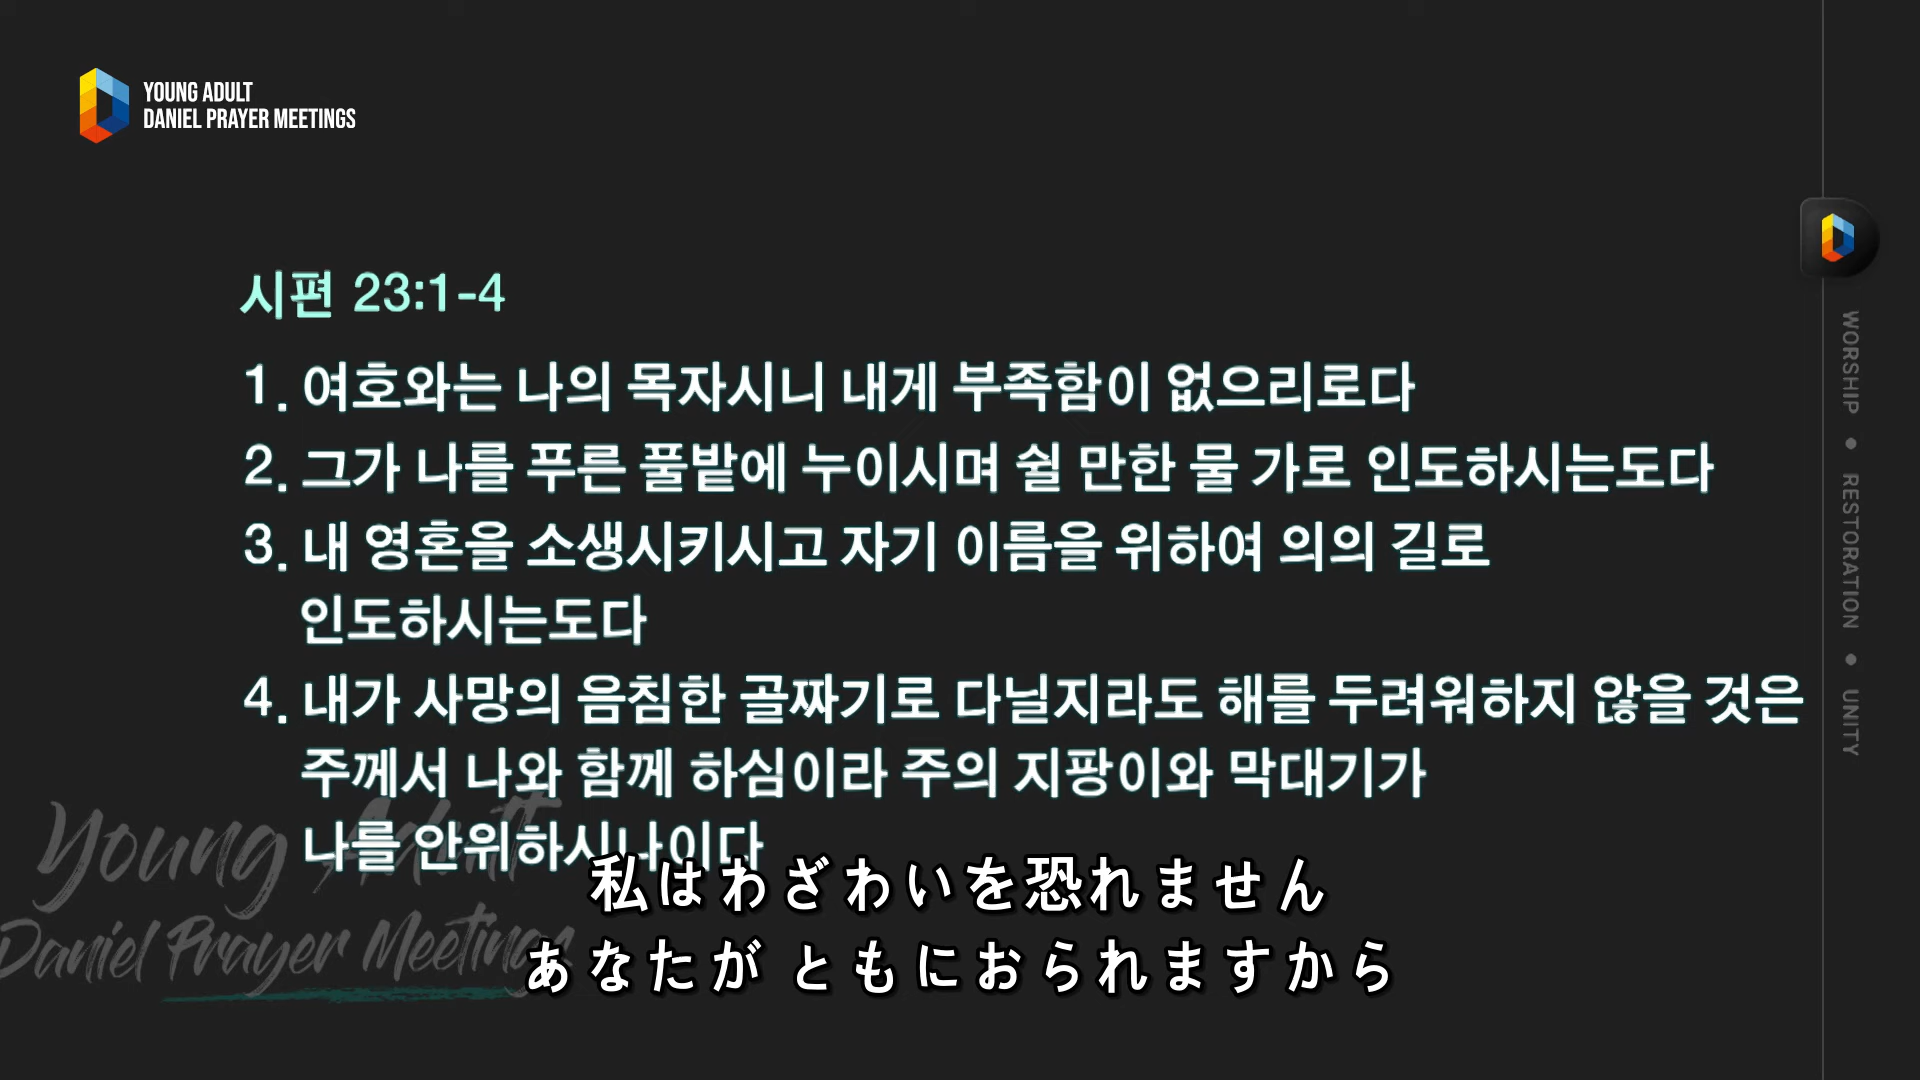 YOUNG ADULT
DANIEL PRAYER MEETINGS
시편 23:1-4
1. 여호와는 나의 목자시니 내게 부족함이 없으리로다
2. 그가 나를 푸른 풀밭에 누이시며 쉴 만한 물 가로 인도하시는도다
3. 내 영혼을 소생시키시고 자기 이름을 위하여 의의 길로
인도하시는도다
4. 내가 사망의 음침한 골짜기로 다닐지라도 해를 두려워하지 않을 것은
주께서 나와 함께 하심이라 주의 지팡이와 막대기가
나를 안위하시나이다
私はわざわいを恐れません
あなたが ともにおられますから
Young Adult
Daniel Prayer Meetings
WORSHIP ● RESTORATION ● UNITY